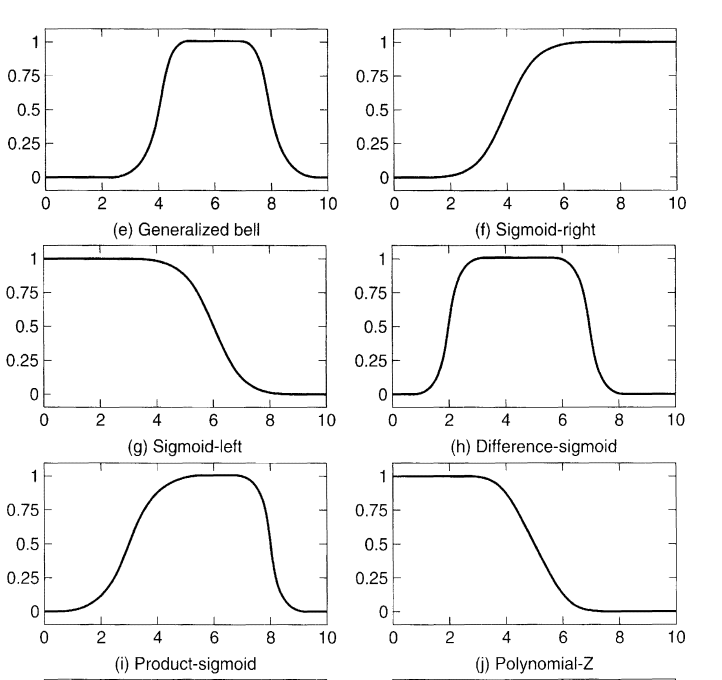 1
0.75
0.5
0.25
0
0 2 4 6 8 10
(e) Generalized bell
1
0.75
0.5
0.25
0
0 2 4 6 8 10
(f) Sigmoid-right
1
0.75
0.5
0.25
0
0 2 4 6 8 10
(g) Sigmoid-left
1
0.75
0.5
0.25
0
0 2 4 6 8 10
(h) Difference-sigmoid
1
0.75
0.5
0.25
0
0 2 4 6 8 10
(i) Product-sigmoid
1
0.75
0.5
0.25
0
0 2 4 6 8 10
(j) Polynomial-Z